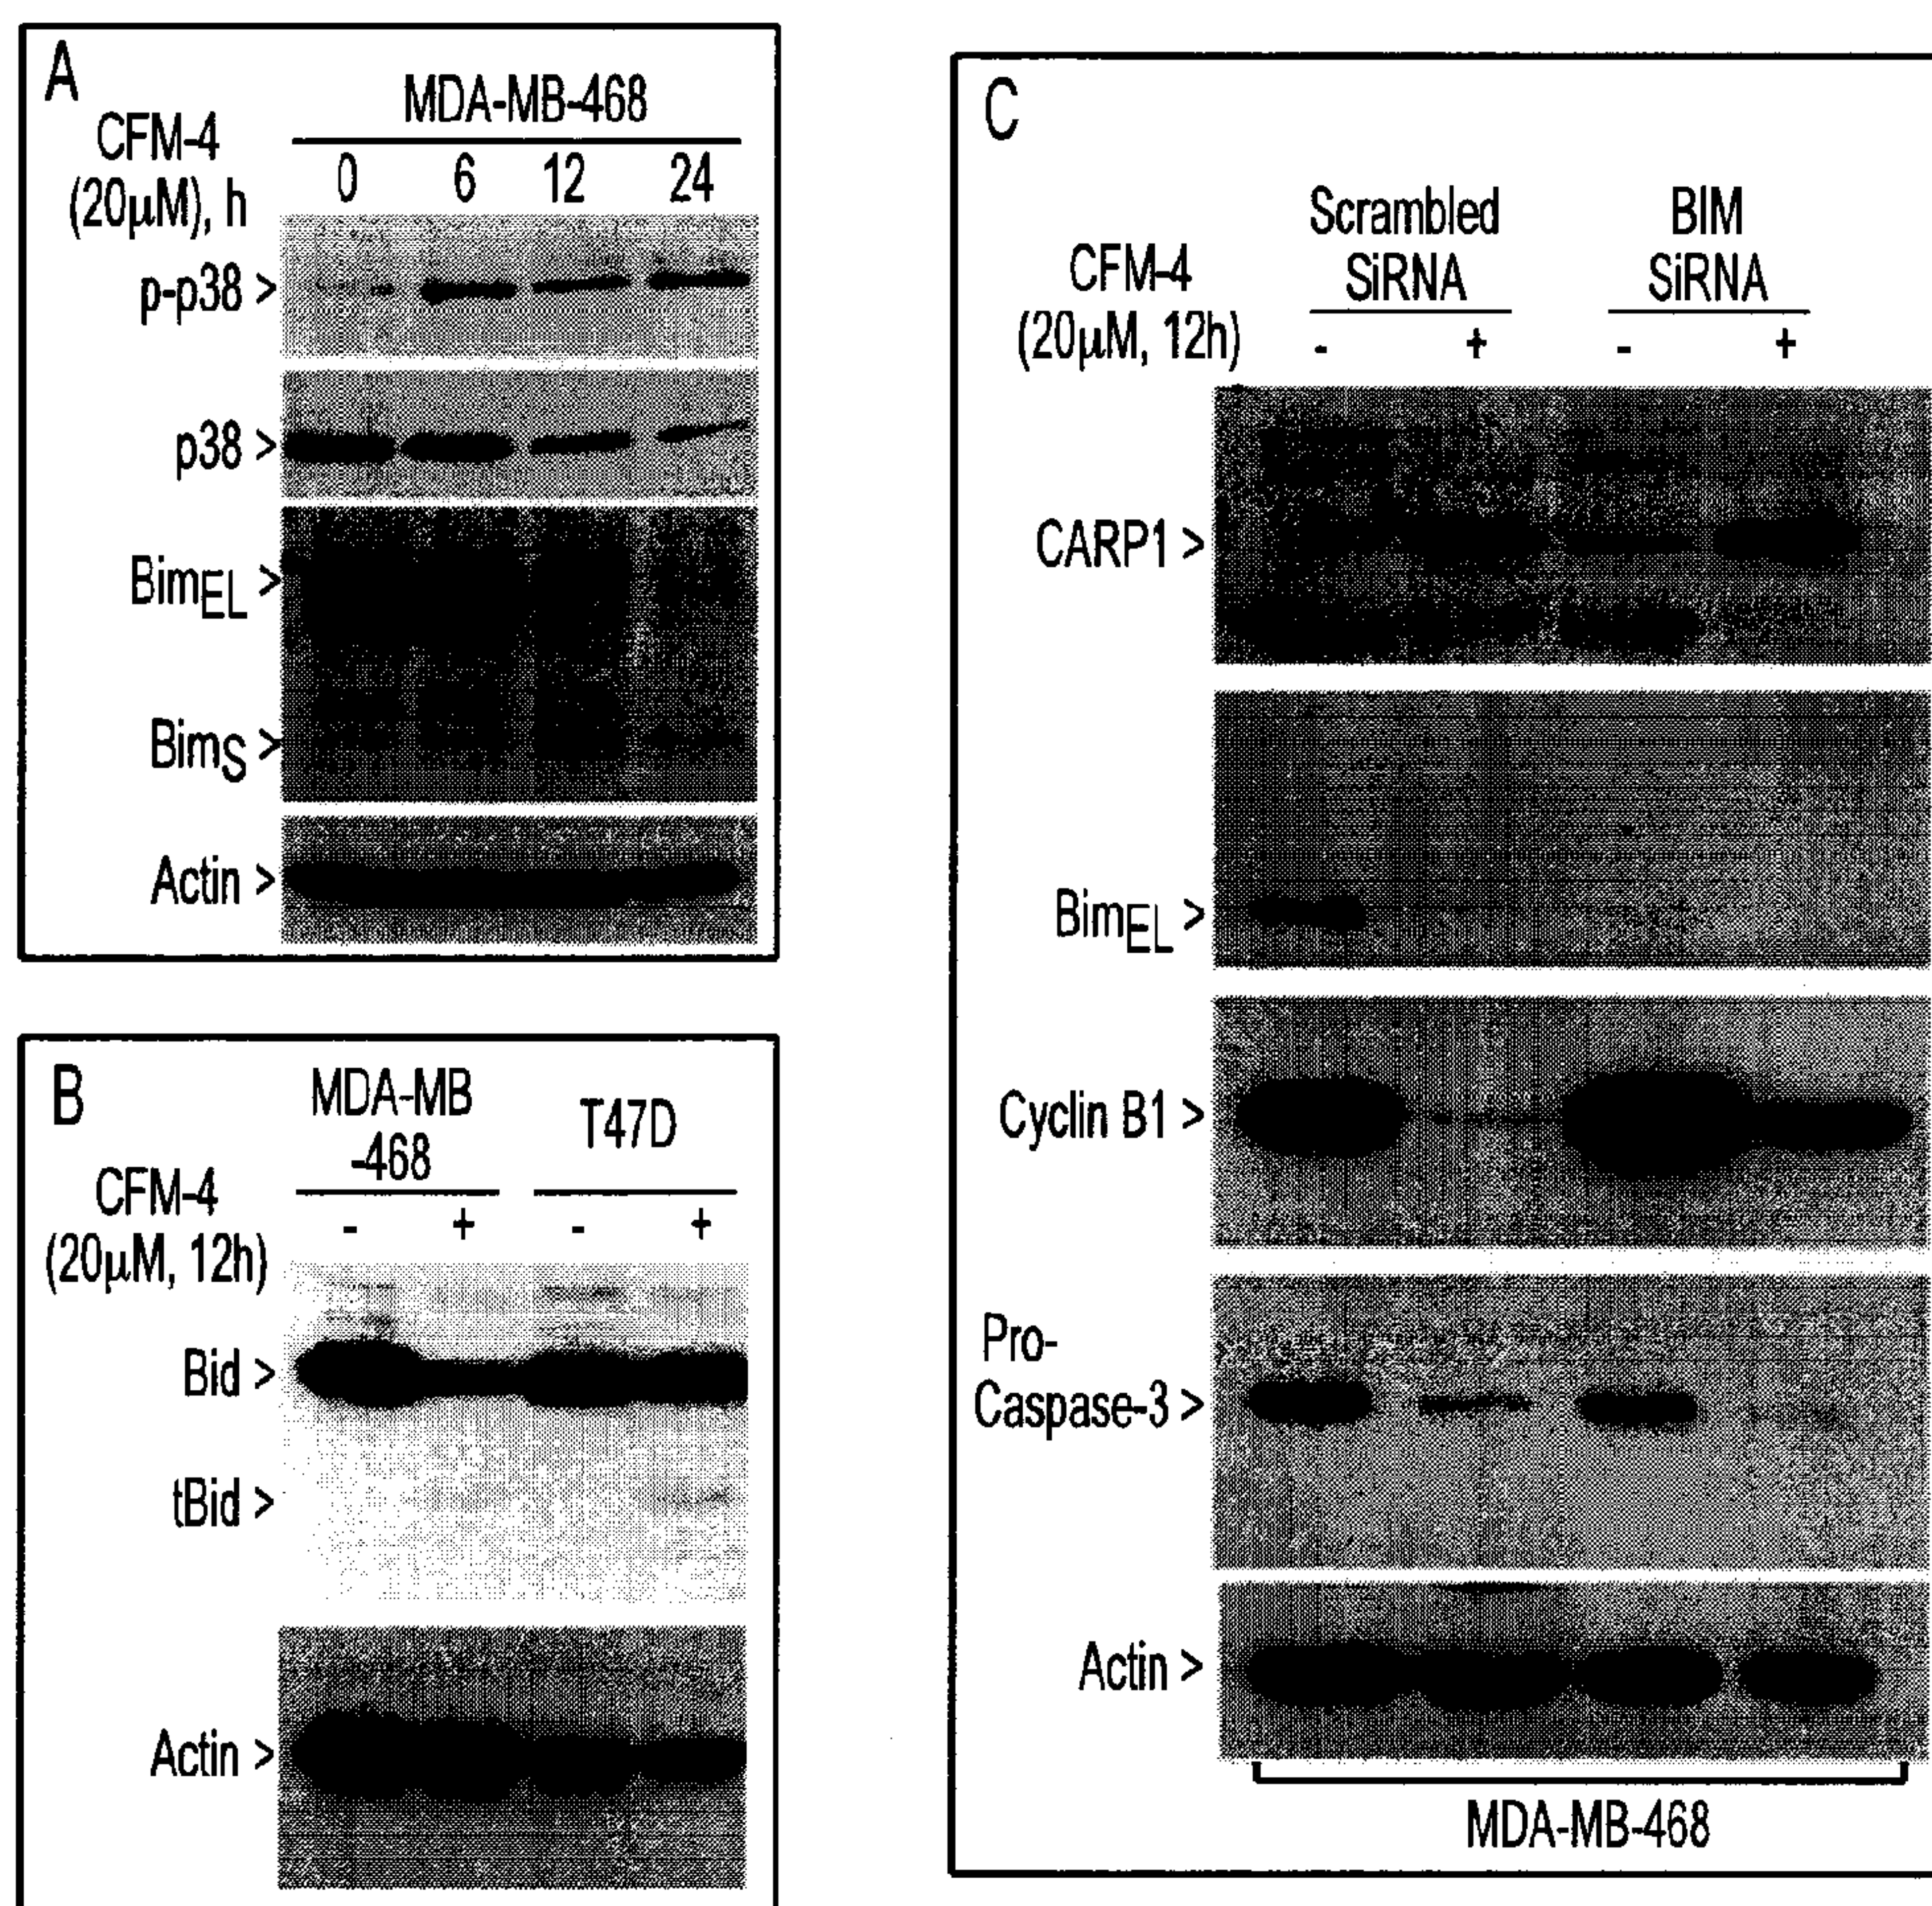 A
MDA-MB-468
CFM-4
(20µM), h
0 6 12 24
p-p38 >
p38 >
BimEL >
BimS >
Actin >
B
MDA-MB
-468
T47D
CFM-4
(20µM, 12h)
- + - +
Bid >
tBid >
Actin >
C
Scrambled
SiRNA
BIM
SiRNA
CFM-4
(20µM, 12h)
- + - +
CARP1 >
BimEL >
Cyclin B1 >
Pro-
Caspase-3 >
Actin >
MDA-MB-468